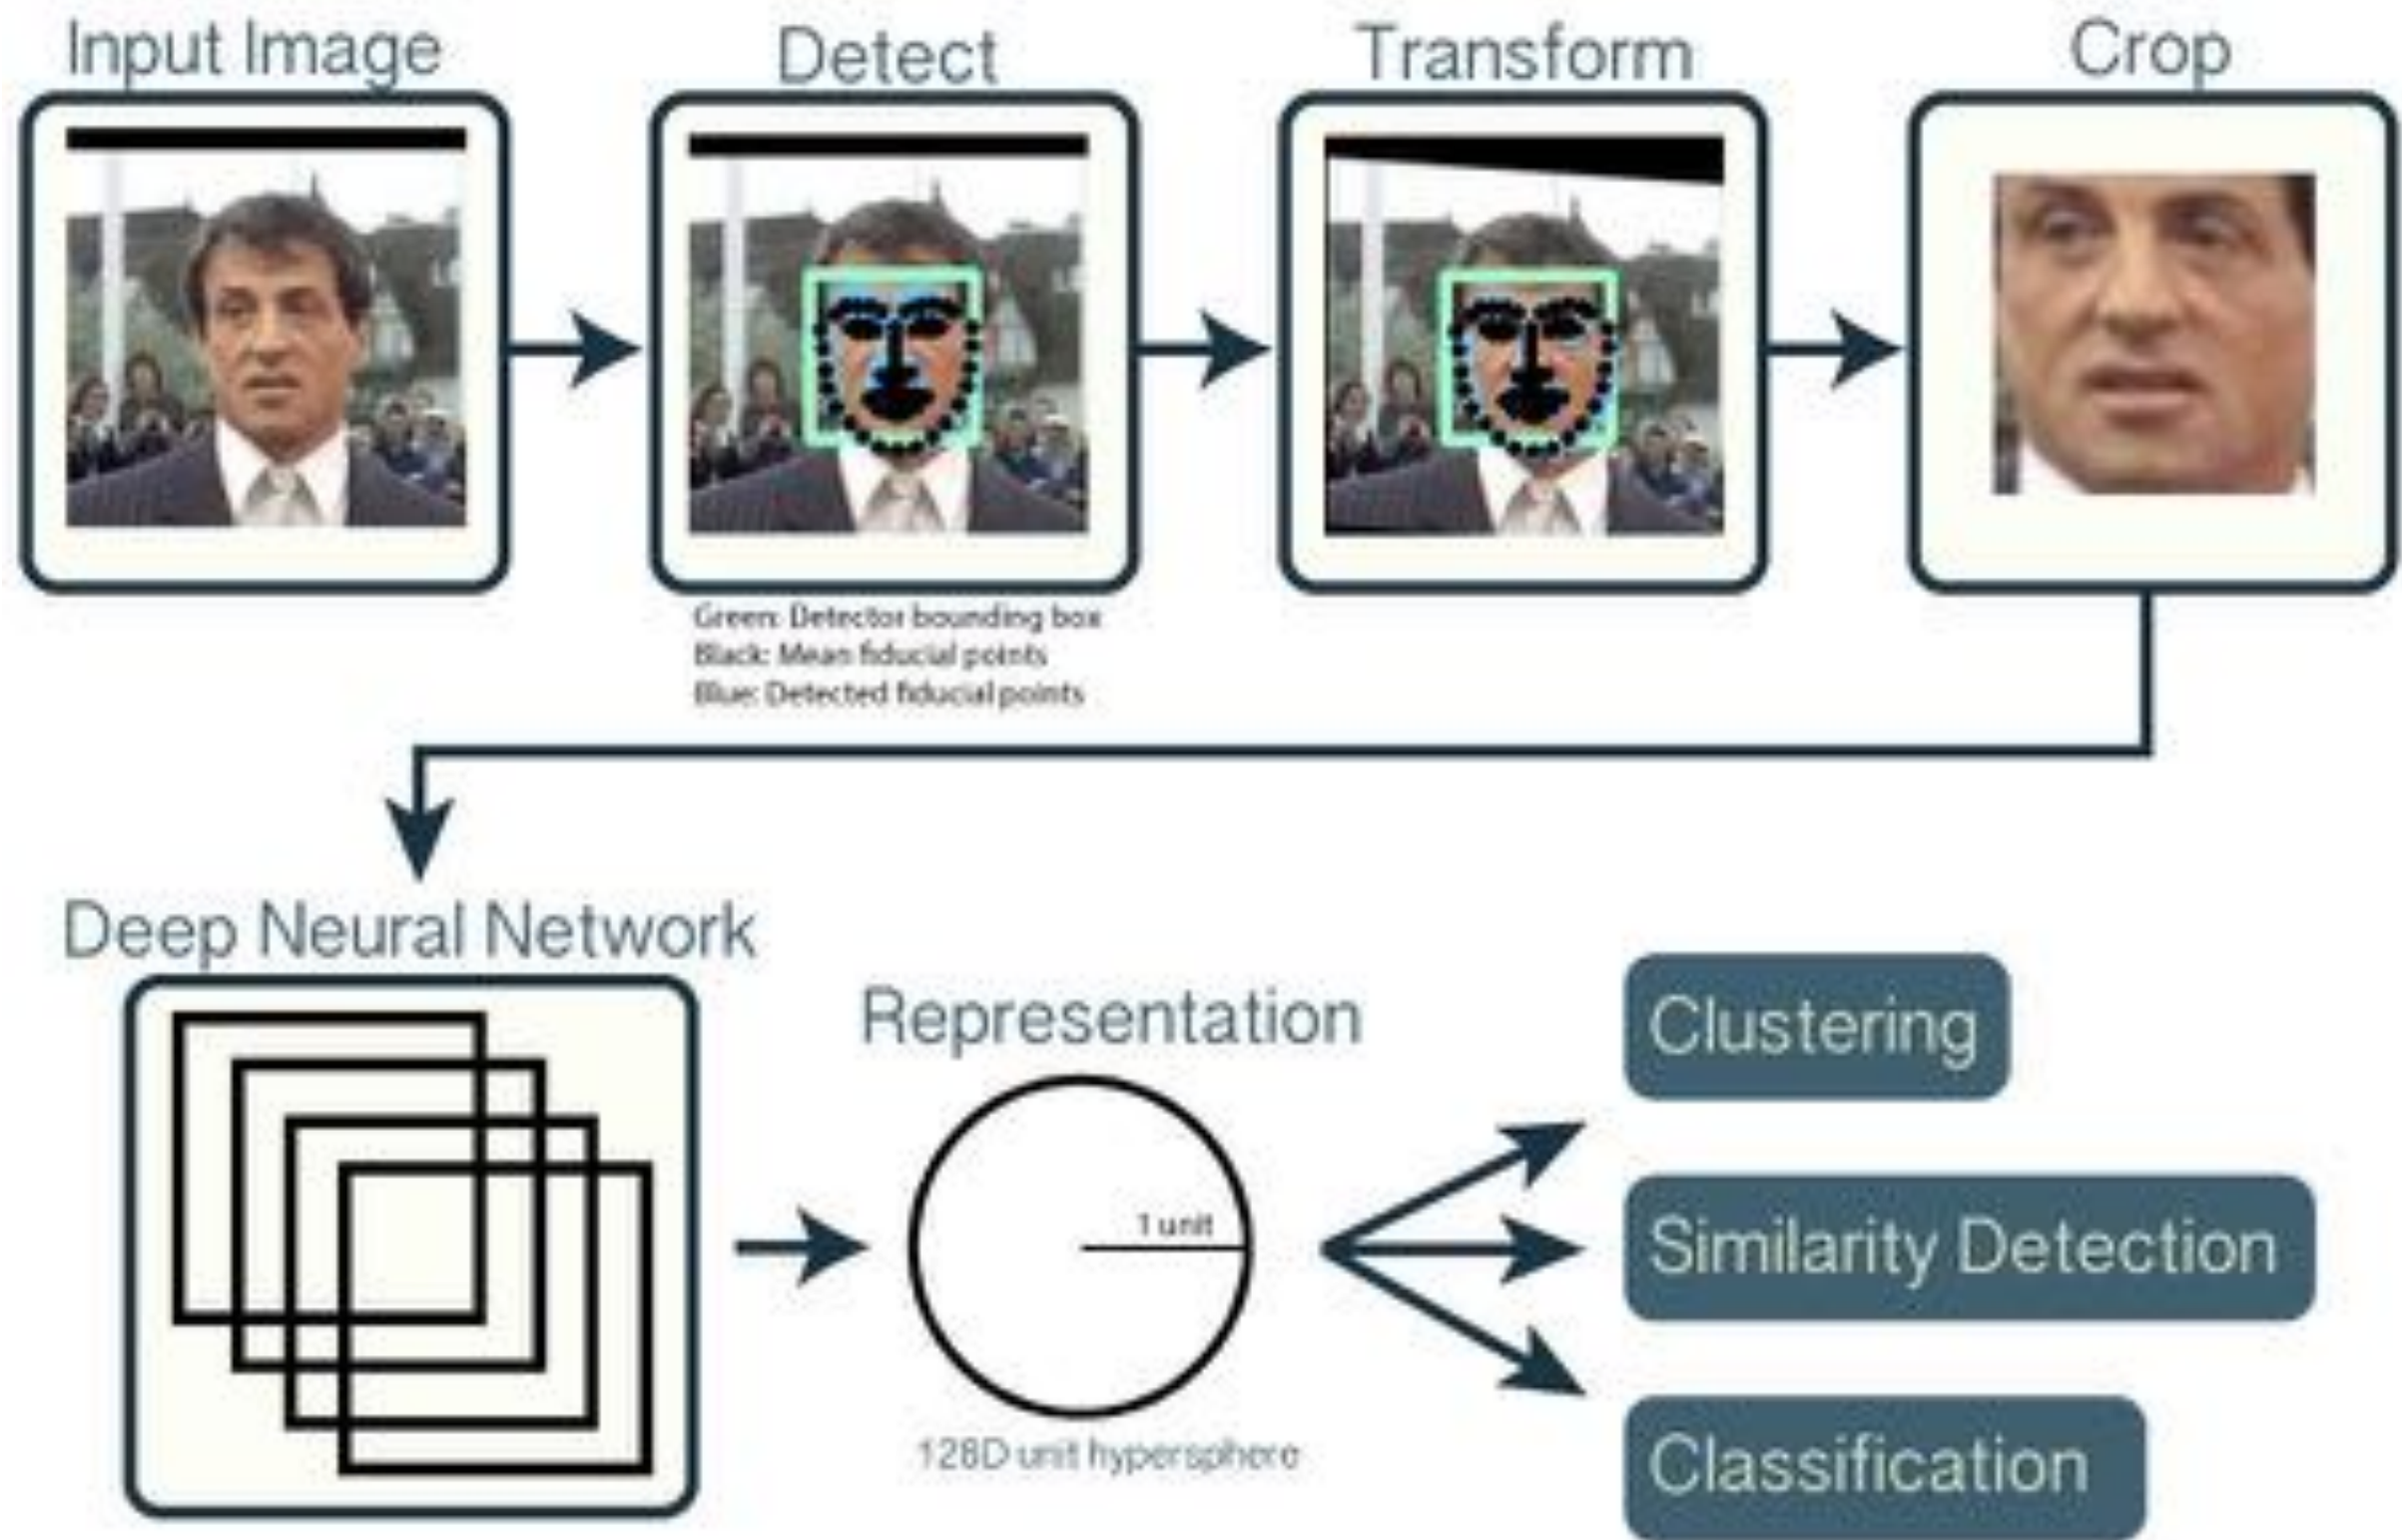 Input Image
Detect
Transform
Crop
Green: Detector bounding box
Black: Mean fiducial points
Blue: Detected fiducial points
Deep Neural Network
Representation
1 unit
128D unit hypersphere
Clustering
Similarity Detection
Classification